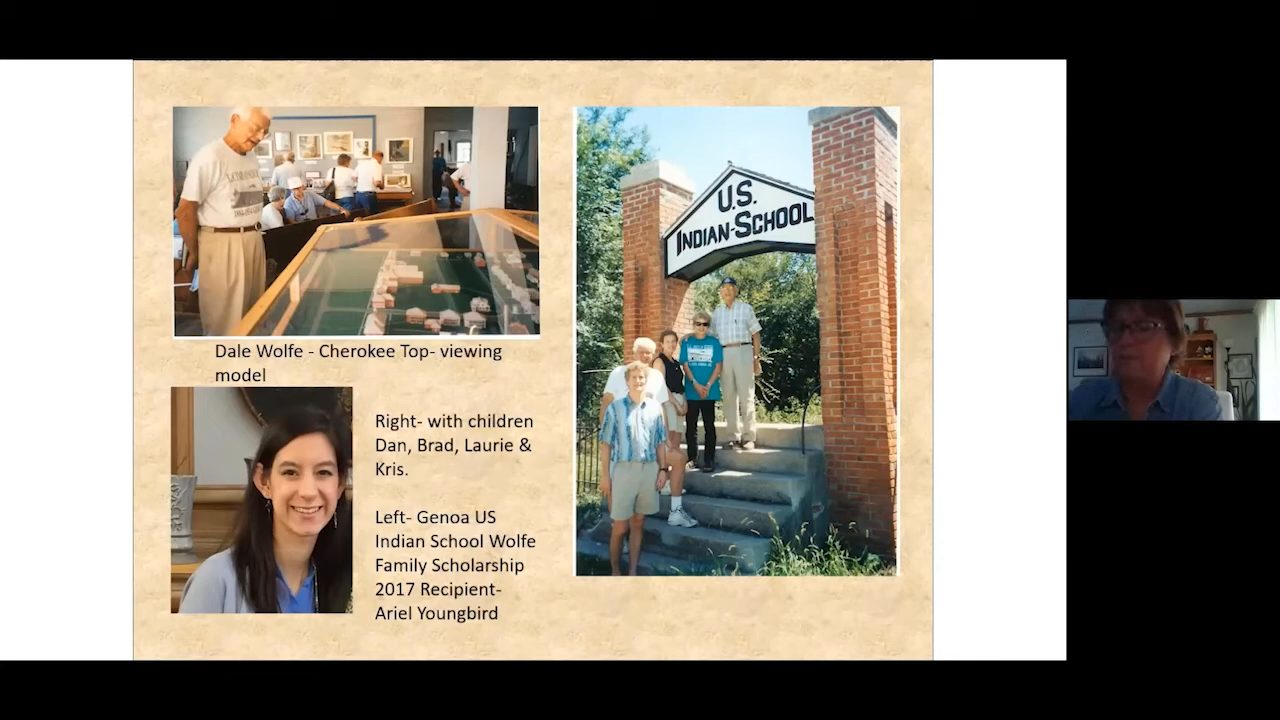 Dale Wolfe - Cherokee Top- viewing
model
U.S.
INDIAN-SCHOOL
Right- with children
Dan, Brad, Laurie &
Kris.
Left- Genoa US
Indian School Wolfe
Family Scholarship
2017 Recipient-
Ariel Youngbird